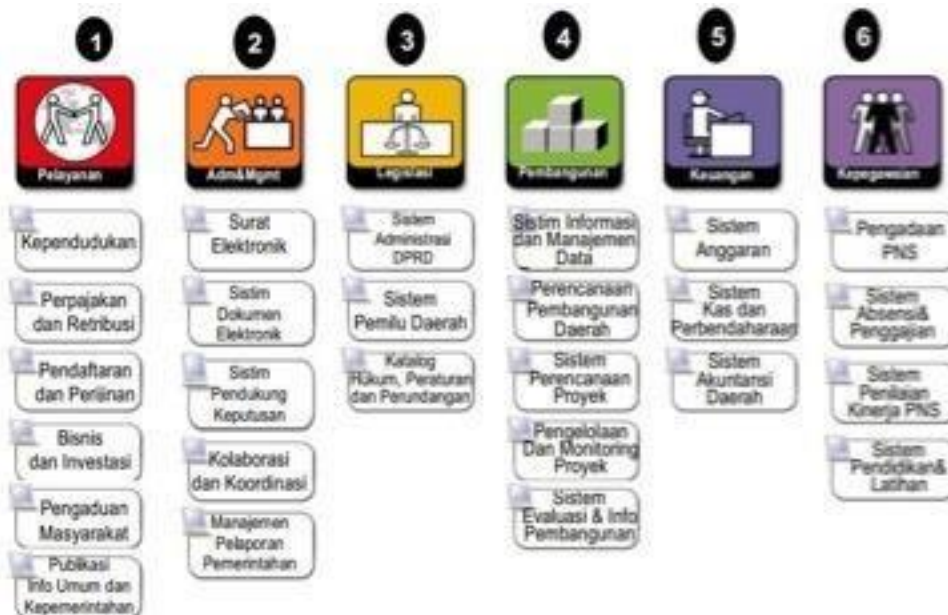 1
Pelayanan
Kependudukan
Perpajakan
dan Retribusi
Pendaftaran
dan Perijinan
Bisnis
dan Investasi
Pengaduan
Masyarakat
Publikasi
Info Umum dan
Kepemerintahan
2
Adm&Mgmt
Surat
Elektronik
Sistim
Dokumen
Elektronik
Sistim
Pendukung
Keputusan
Kolaborasi
dan Koordinasi
Manajemen
Pelaporan
Pemerintahan
3
Legislasi
Sistem
Administrasi
DPRD
Sistem
Pemilu Daerah
Katalog
Hukum, Peraturan
dan Perundangan
4
Pembangunan
Sistim Informasi
dan Manajemen
Data
Perencanaan
Pembangunan
Daerah
Sistem
Perencanaan
Proyek
Pengelolaan
Dan Monitoring
Proyek
Sistem
Evaluasi & Info
Pembangunan
5
Keuangan
Sistem
Anggaran
Sistem
Kas dan
Perbendaharaan
Sistem
Akuntansi
Daerah
6
Kepegawaian
Pengadaan
PNS
Sistem
Absensi&
Penggajian
Sistem
Penilaian
Kinerja PNS
Sistem
Pendidikan&
Latihan